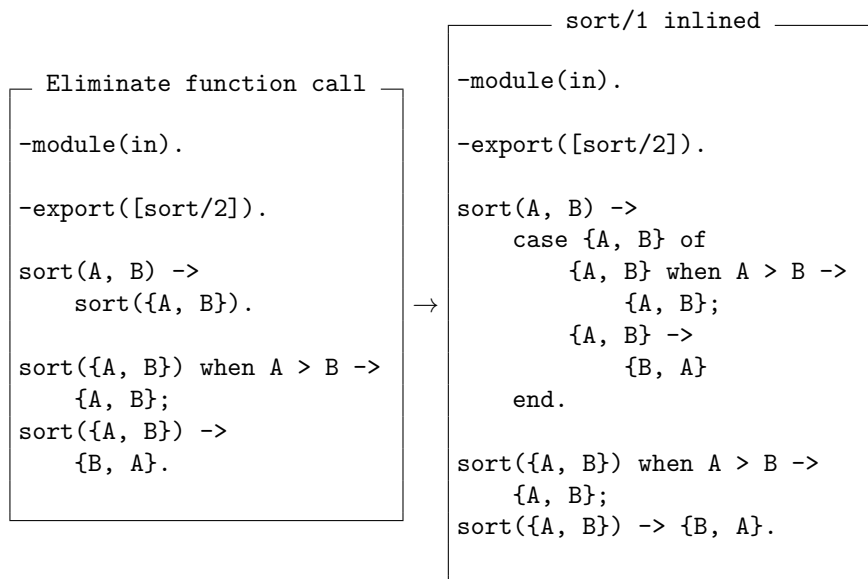 Eliminate function call
-module(in).
-export([sort/2]).
sort(A, B) ->
    sort({A, B}).
sort({A, B}) when A > B ->
    {A, B};
sort({A, B}) ->
    {B, A}.
→
sort/1 inlined
-module(in).
-export([sort/2]).
sort(A, B) ->
    case {A, B} of
        {A, B} when A > B ->
            {A, B};
        {A, B} ->
            {B, A}
    end.
sort({A, B}) when A > B ->
    {A, B};
sort({A, B}) -> {B, A}.